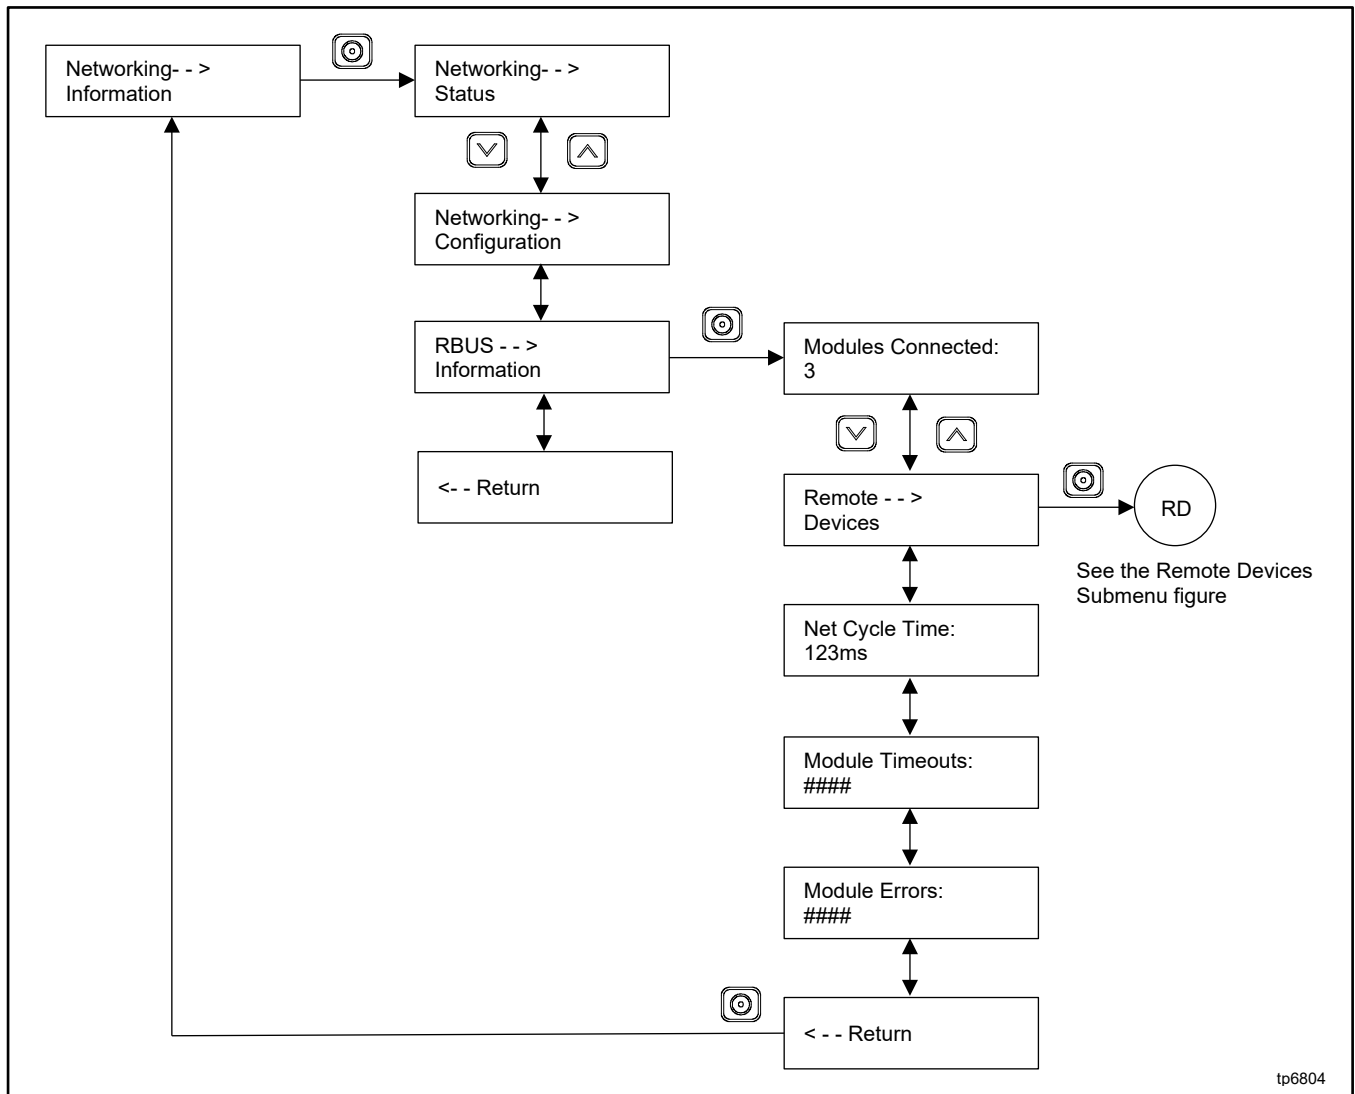 Networking- - >
Information
Networking- - >
Status
Networking- - >
Configuration
RBUS - - >
Information
<- - Return
Modules Connected:
3
Remote - - >
Devices
RD
See the Remote Devices
Submenu figure
Net Cycle Time:
123ms
Module Timeouts:
####
Module Errors:
####
< - - Return
tp6804